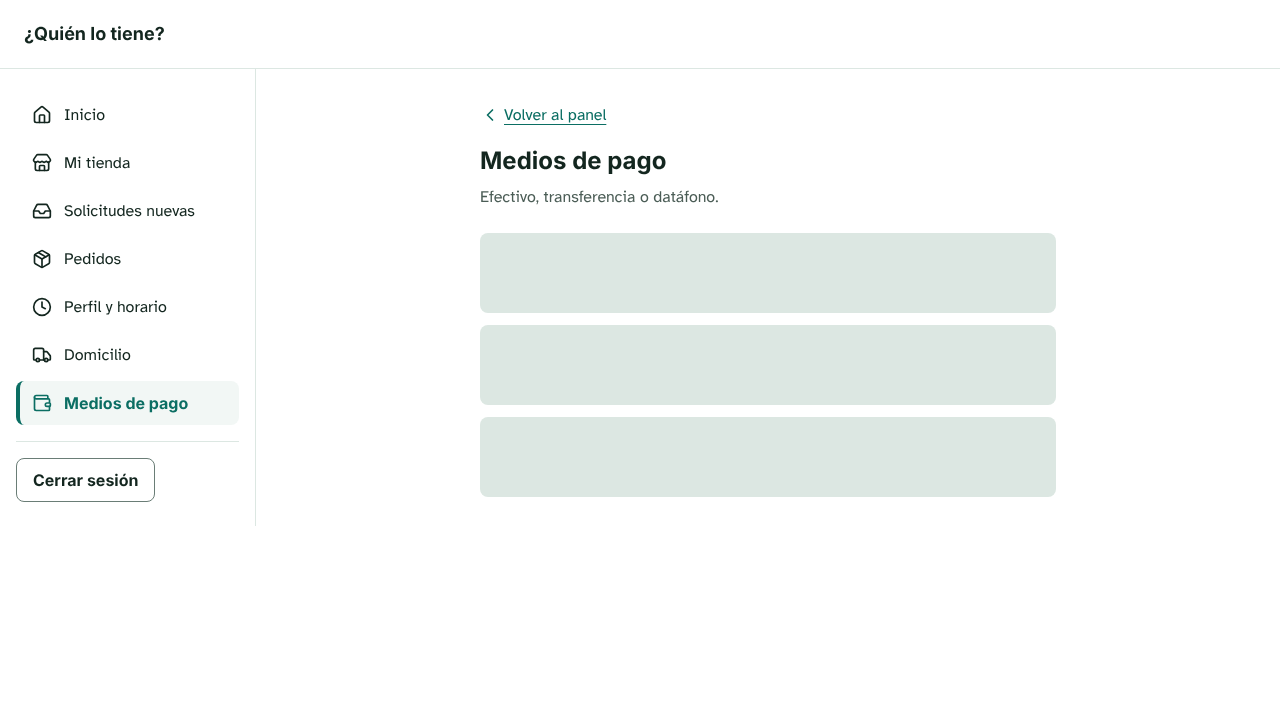 ¿Quién lo tiene?
Inicio
Mi tienda
Solicitudes nuevas
Pedidos
Perfil y horario
Domicilio
Medios de pago
Cerrar sesión
Volver al panel
Medios de pago
Efectivo, transferencia o datáfono.